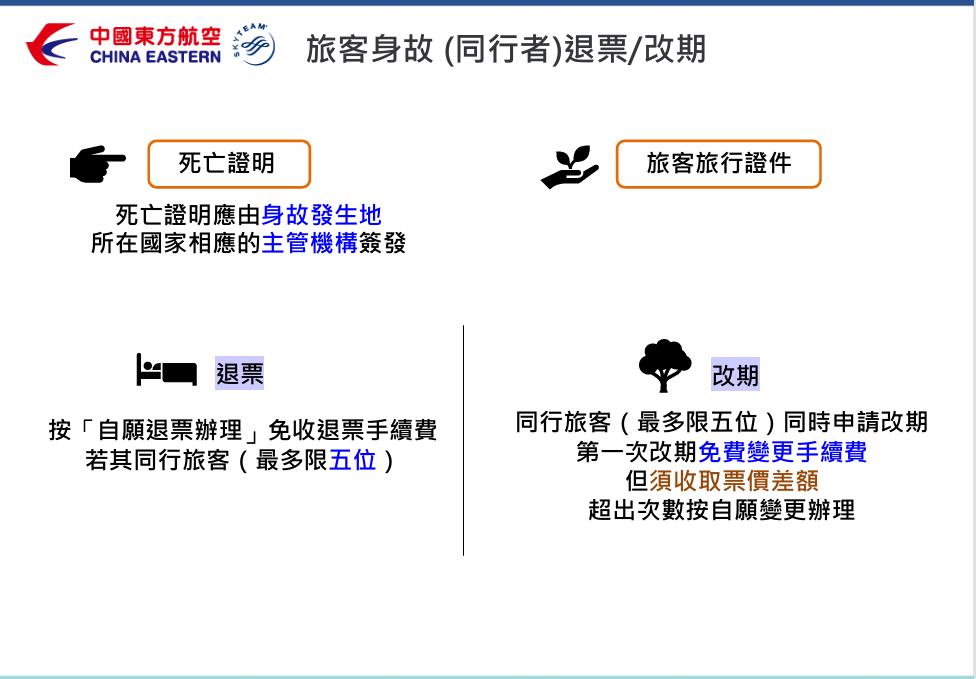 中國東方航空
CHINA EASTERN
SKYTEAM
旅客身故 (同行者)退票/改期
死亡證明
死亡證明應由身故發生地
所在國家相應的主管機構簽發
旅客旅行證件
退票
按「自願退票辦理」免收退票手續費
若其同行旅客（最多限五位）
改期
同行旅客（最多限五位）同時申請改期
第一次改期免費變更手續費
但須收取票價差額
超出次數按自願變更辦理